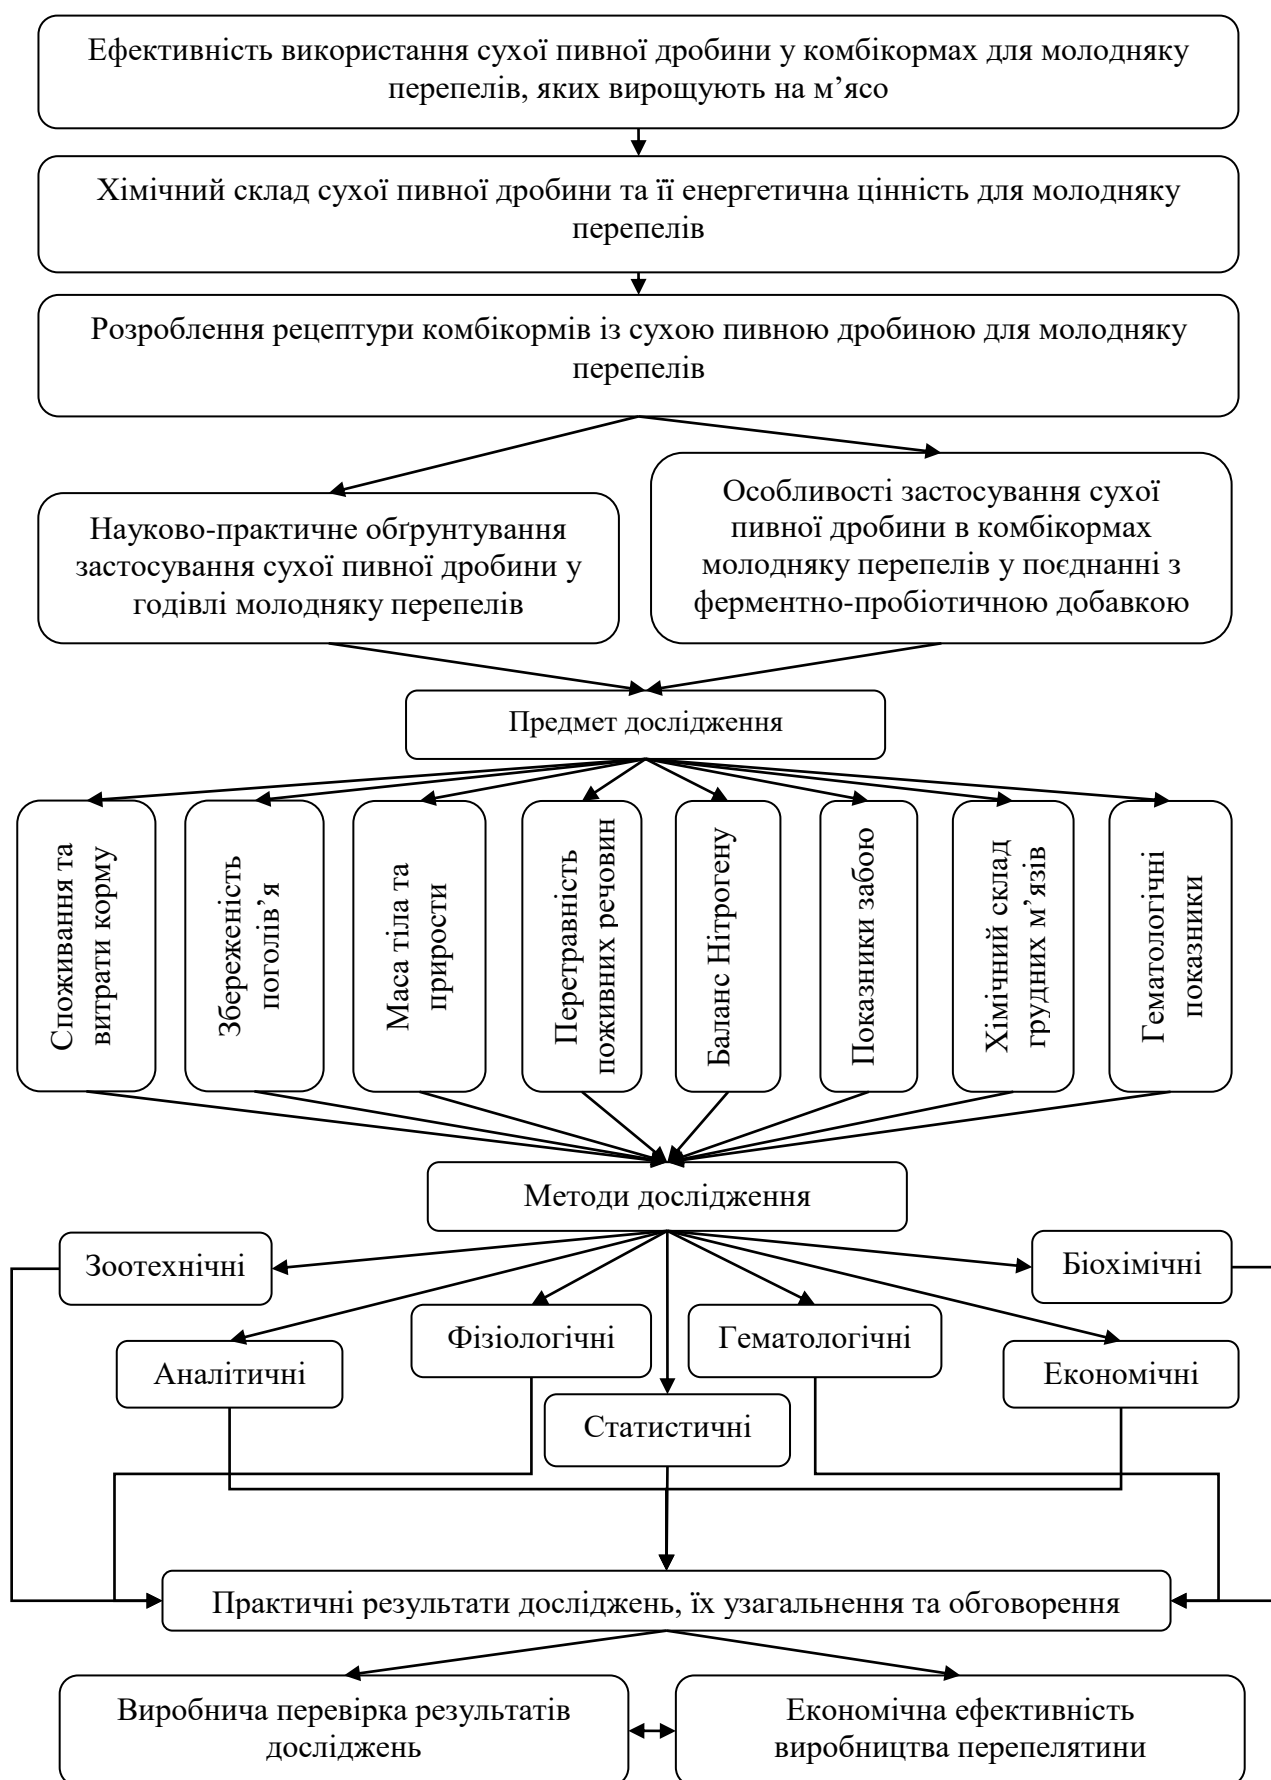 Ефективність використання сухої пивної дробини у комбікормах для молодняку
перепелів, яких вирощують на м’ясо
Хімічний склад сухої пивної дробини та її енергетична цінність для молодняку
перепелів
Розроблення рецептури комбікормів із сухою пивною дробиною для молодняку
перепелів
Науково-практичне обґрунтування
застосування сухої пивної дробини у
годівлі молодняку перепелів
Особливості застосування сухої
пивної дробини в комбікормах
молодняку перепелів у поєднанні з
ферментно-пробіотичною добавкою
Предмет дослідження
Споживання та
витрати корму
Збереженість
поголів’я
Маса тіла та
прирости
Перетравність
поживних речовин
Баланс Нітрогену
Показники забою
Хімічний склад
грудних м’язів
Гематологічні
показники
Методи дослідження
Зоотехнічні
Біохімічні
Фізіологічні
Гематологічні
Аналітичні
Економічні
Статистичні
Практичні результати досліджень, їх узагальнення та обговорення
Виробнича перевірка результатів
досліджень
Економічна ефективність
виробництва перепелятини